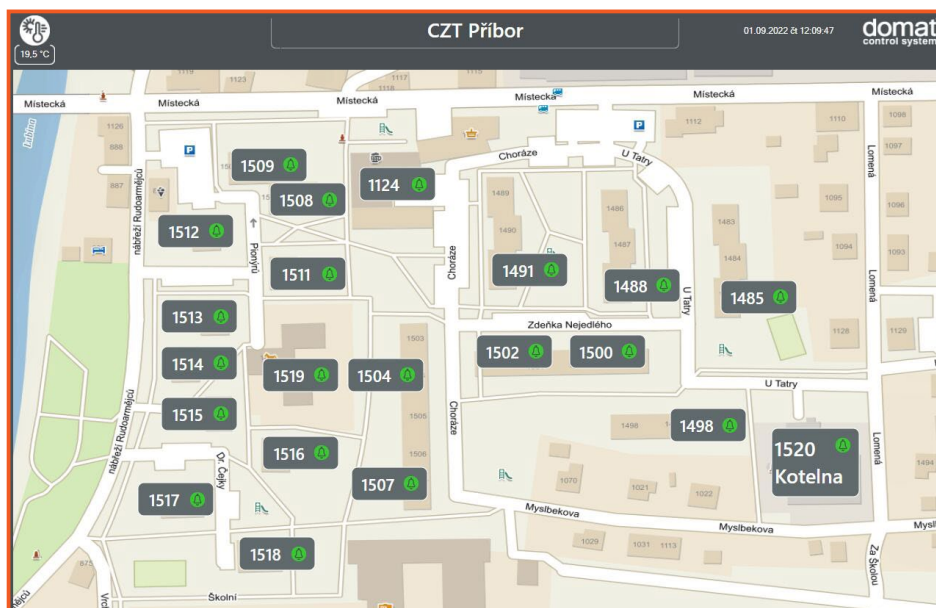 CZT Příbor
01.09.2022 čt 12:09:47
domat
control system
19,5 °C
1119
1123
1117
1118
1115
Místecká
Místecká
Místecká
Místecká
Místecká
Místecká
Lubina
1126
888
887
1112
1110
1098
1097
1096
1093
1095
1094
1128
1129
Choráze
U Tatry
Lomená
1509
1508
1124
1512
nábřeží Rudoarmějců
Pionýrů
Choráze
1489
1490
1486
1487
1483
1484
1511
1491
1488
1485
U Tatry
Lomená
1513
Zdeňka Nejedlého
1503
1514
1519
1504
1502
1500
U Tatry
1515
1505
1498
1498
1520
Kotelna
nábřeží Rudoarmějců
Choráze
Lomená
Dr. Čejky
1516
1506
1507
1070
1021
1022
1494
1517
Myslbekova
Myslbekova
1518
1029
1031
1113
Za Školou
875
Školní